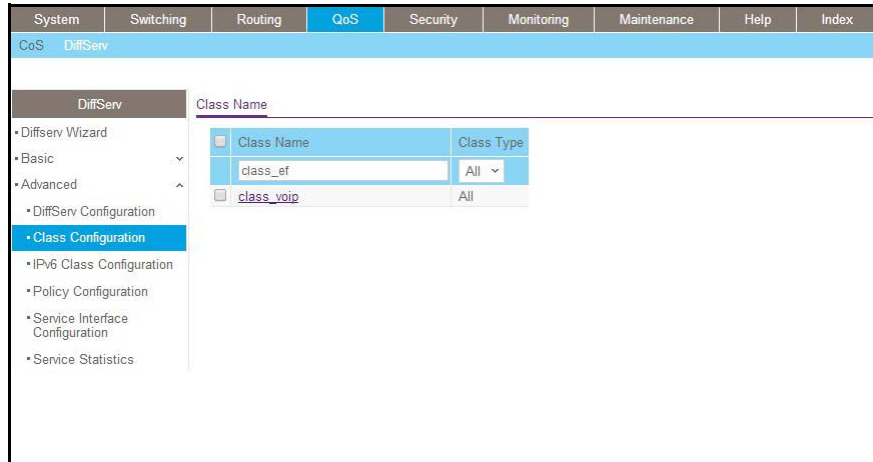 System Switching Routing QoS Security Monitoring Maintenance Help Index
CoS DiffServ
DiffServ
Diffserv Wizard
Basic
Advanced
DiffServ Configuration
Class Configuration
IPv6 Class Configuration
Policy Configuration
Service Interface
Configuration
Service Statistics
Class Name
Class Name Class Type
class_ef All
class_voip All